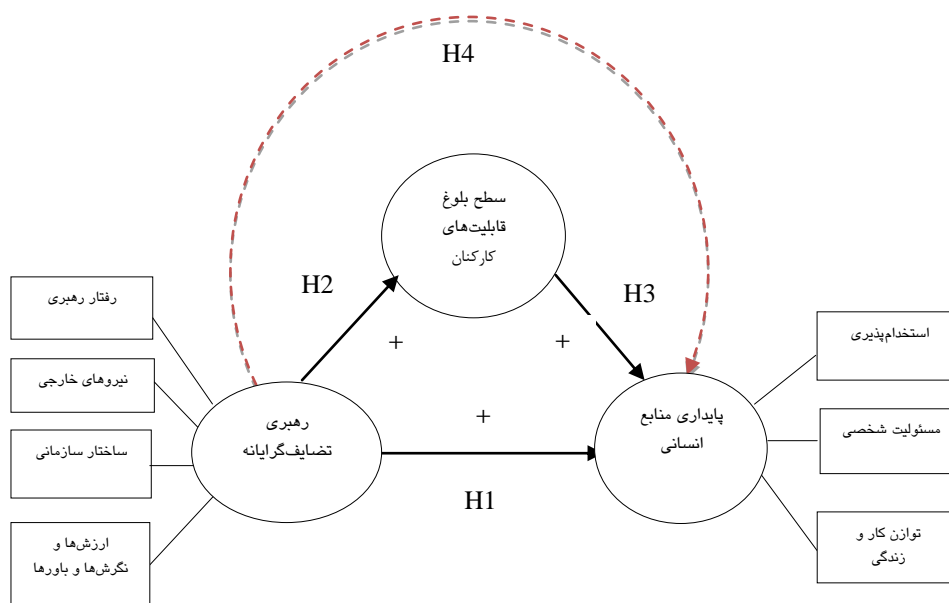 H4
سطح بلوغ
قابلیت‌های
کارکنان
H2
H3
+
+
+
H1
رفتار رهبری
نیروهای خارجی
ساختار سازمانی
ارزش‌ها و
نگرش‌ها و باورها
رهبری
تضایف‌گرایانه
پایداری منابع
انسانی
استخدام‌پذیری
مسئولیت شخصی
توازن کار و
زندگی